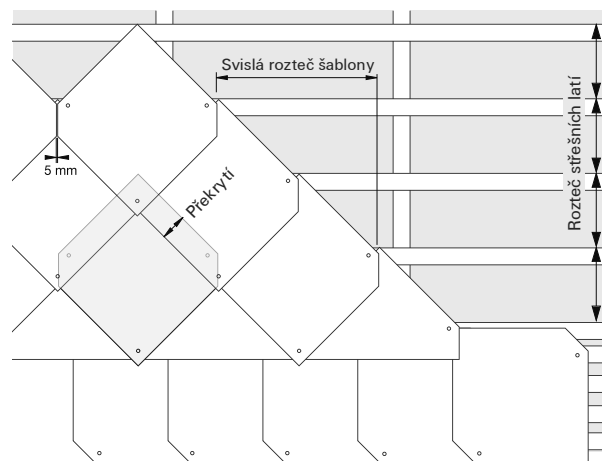 Svislá rozteč šablony
5 mm
Překrytí
Rozteč střešních latí